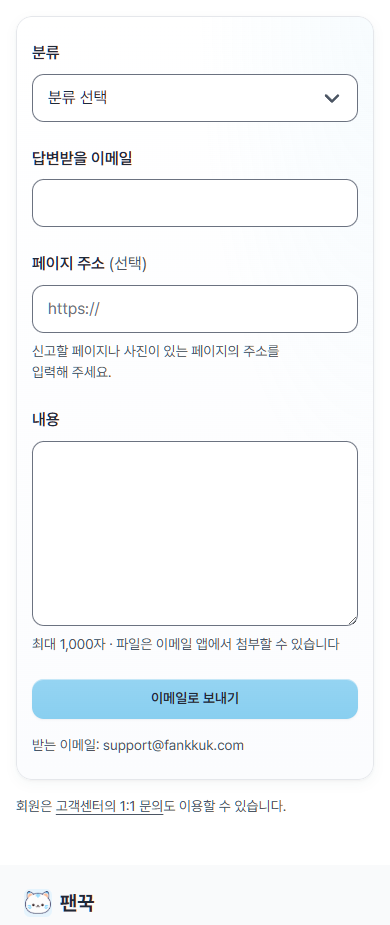 분류
분류 선택
답변받을 이메일
페이지 주소 (선택)
https://
신고할 페이지나 사진이 있는 페이지의 주소를
입력해 주세요.
내용
최대 1,000자 · 파일은 이메일 앱에서 첨부할 수 있습니다
이메일로 보내기
받는 이메일: support@fankkuk.com
회원은 고객센터의 1:1 문의도 이용할 수 있습니다.
팬꾹